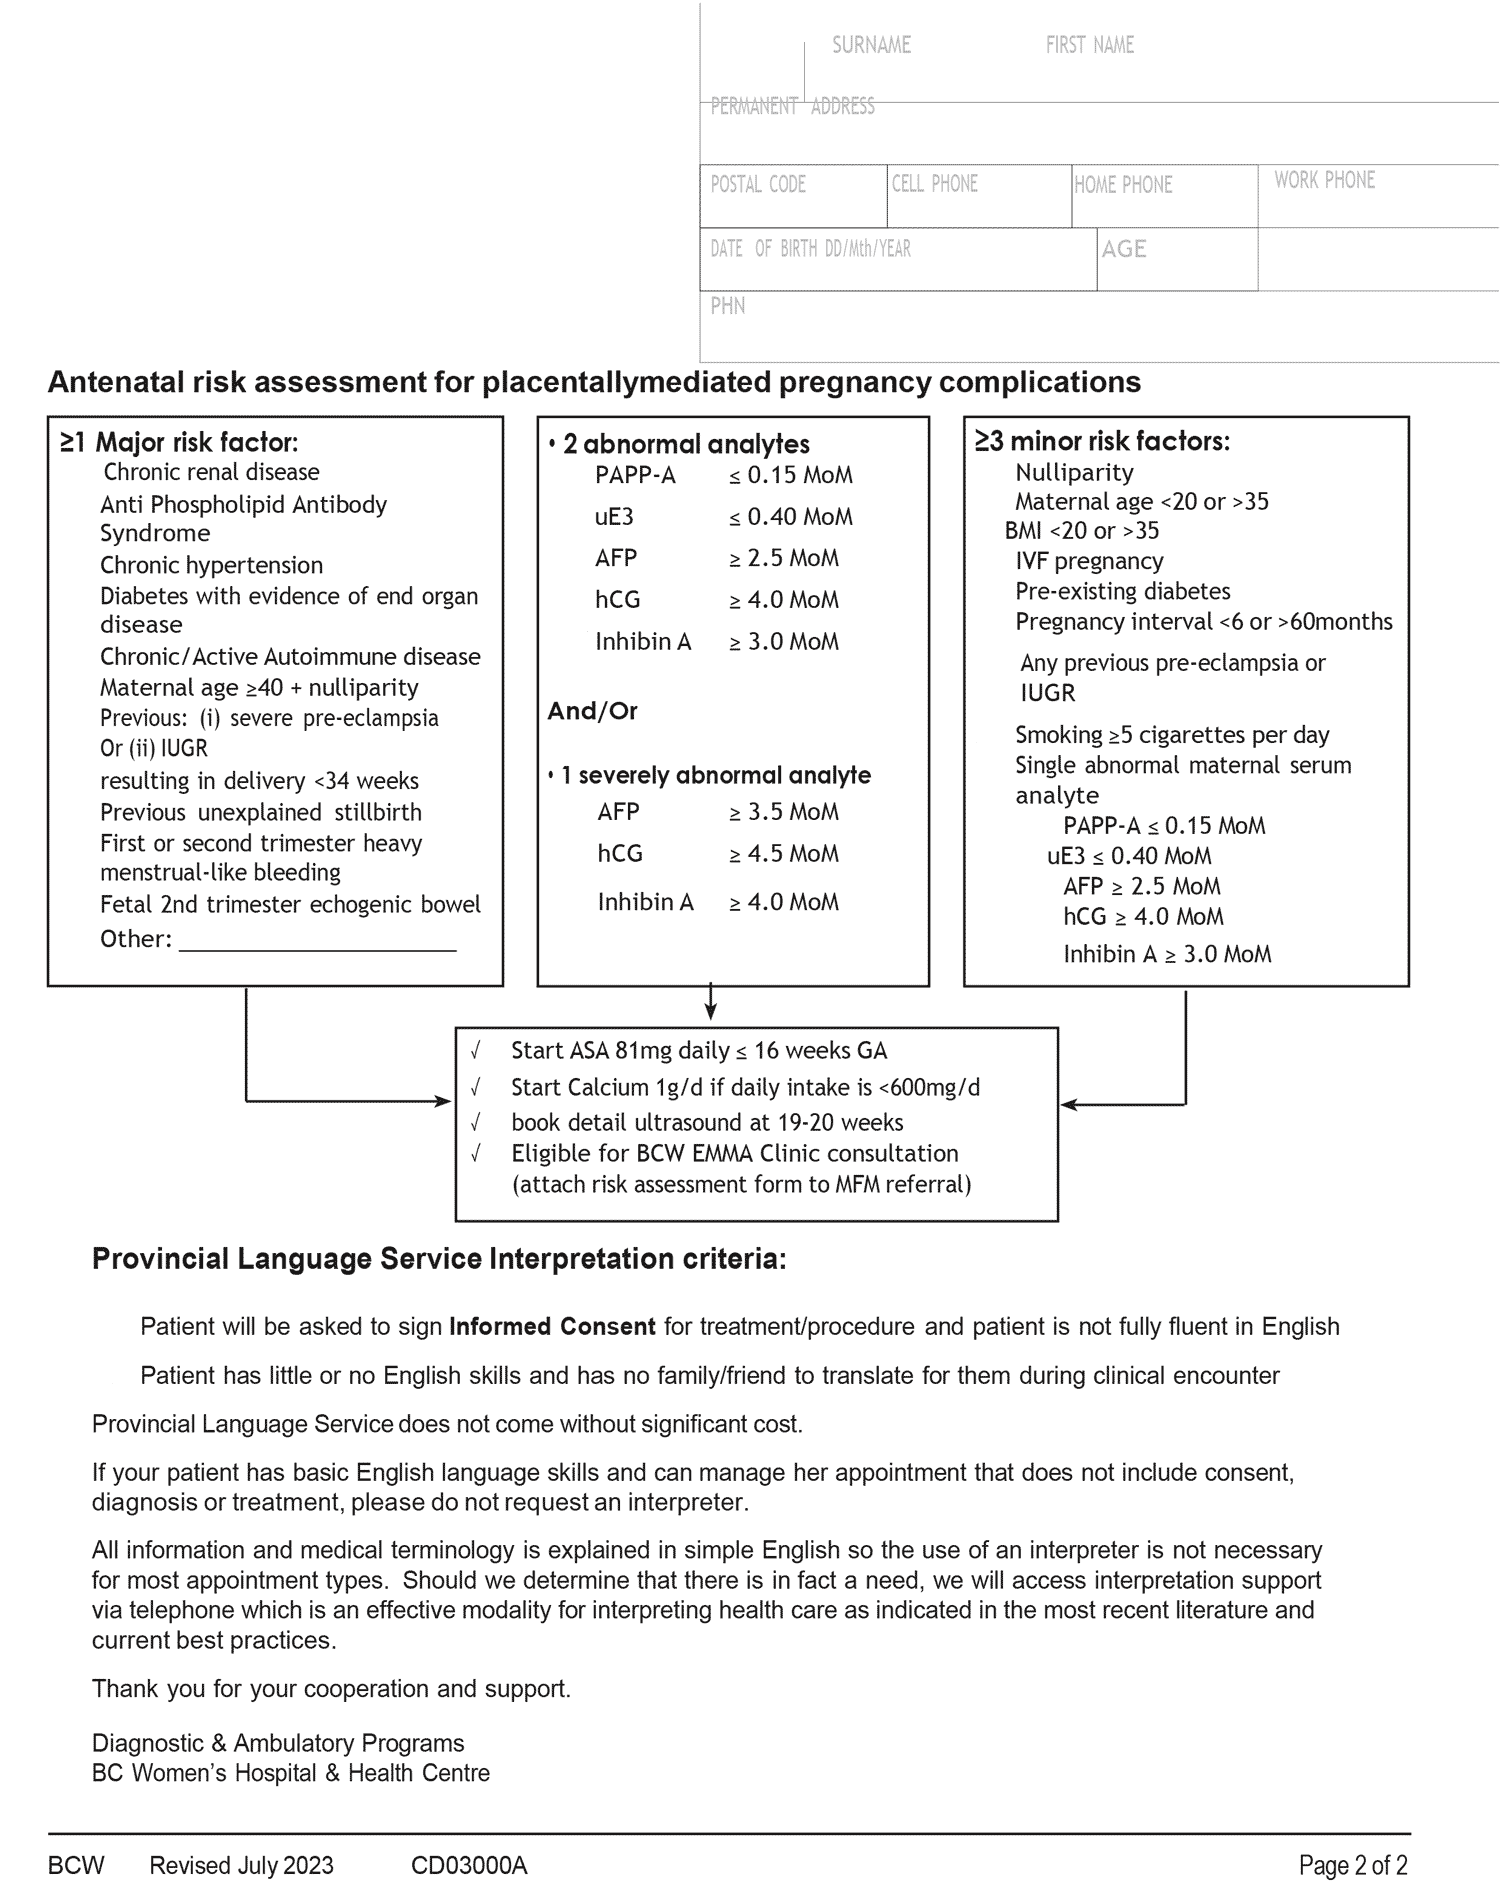 SURNAME FIRST NAME
PERMANENT ADDRESS
POSTAL CODE CELL PHONE HOME PHONE WORK PHONE
DATE OF BIRTH DD/Mth/YEAR AGE
PHN
Antenatal risk assessment for placentallymediated pregnancy complications
≥1 Major risk factor:
Chronic renal disease
Anti Phospholipid Antibody
Syndrome
Chronic hypertension
Diabetes with evidence of end organ
disease
Chronic/Active Autoimmune disease
Maternal age ≥40 + nulliparity
Previous: (i) severe pre-eclampsia
Or (ii) IUGR
resulting in delivery <34 weeks
Previous unexplained stillbirth
First or second trimester heavy
menstrual-like bleeding
Fetal 2nd trimester echogenic bowel
Other: ____________________
• 2 abnormal analytes
PAPP-A ≤ 0.15 MoM
uE3 ≤ 0.40 MoM
AFP ≥ 2.5 MoM
hCG ≥ 4.0 MoM
Inhibin A ≥ 3.0 MoM
And/Or
• 1 severely abnormal analyte
AFP ≥ 3.5 MoM
hCG ≥ 4.5 MoM
Inhibin A ≥ 4.0 MoM
≥3 minor risk factors:
Nulliparity
Maternal age <20 or >35
BMI <20 or >35
IVF pregnancy
Pre-existing diabetes
Pregnancy interval <6 or >60months
Any previous pre-eclampsia or
IUGR
Smoking ≥5 cigarettes per day
Single abnormal maternal serum
analyte
PAPP-A ≤ 0.15 MoM
uE3 ≤ 0.40 MoM
AFP ≥ 2.5 MoM
hCG ≥ 4.0 MoM
Inhibin A ≥ 3.0 MoM
√ Start ASA 81mg daily ≤ 16 weeks GA
√ Start Calcium 1g/d if daily intake is <600mg/d
√ book detail ultrasound at 19-20 weeks
√ Eligible for BCW EMMA Clinic consultation
(attach risk assessment form to MFM referral)
Provincial Language Service Interpretation criteria:
Patient will be asked to sign Informed Consent for treatment/procedure and patient is not fully fluent in English
Patient has little or no English skills and has no family/friend to translate for them during clinical encounter
Provincial Language Service does not come without significant cost.
If your patient has basic English language skills and can manage her appointment that does not include consent,
diagnosis or treatment, please do not request an interpreter.
All information and medical terminology is explained in simple English so the use of an interpreter is not necessary
for most appointment types. Should we determine that there is in fact a need, we will access interpretation support
via telephone which is an effective modality for interpreting health care as indicated in the most recent literature and
current best practices.
Thank you for your cooperation and support.
Diagnostic & Ambulatory Programs
BC Women's Hospital & Health Centre
BCW Revised July 2023 CD03000A Page 2 of 2